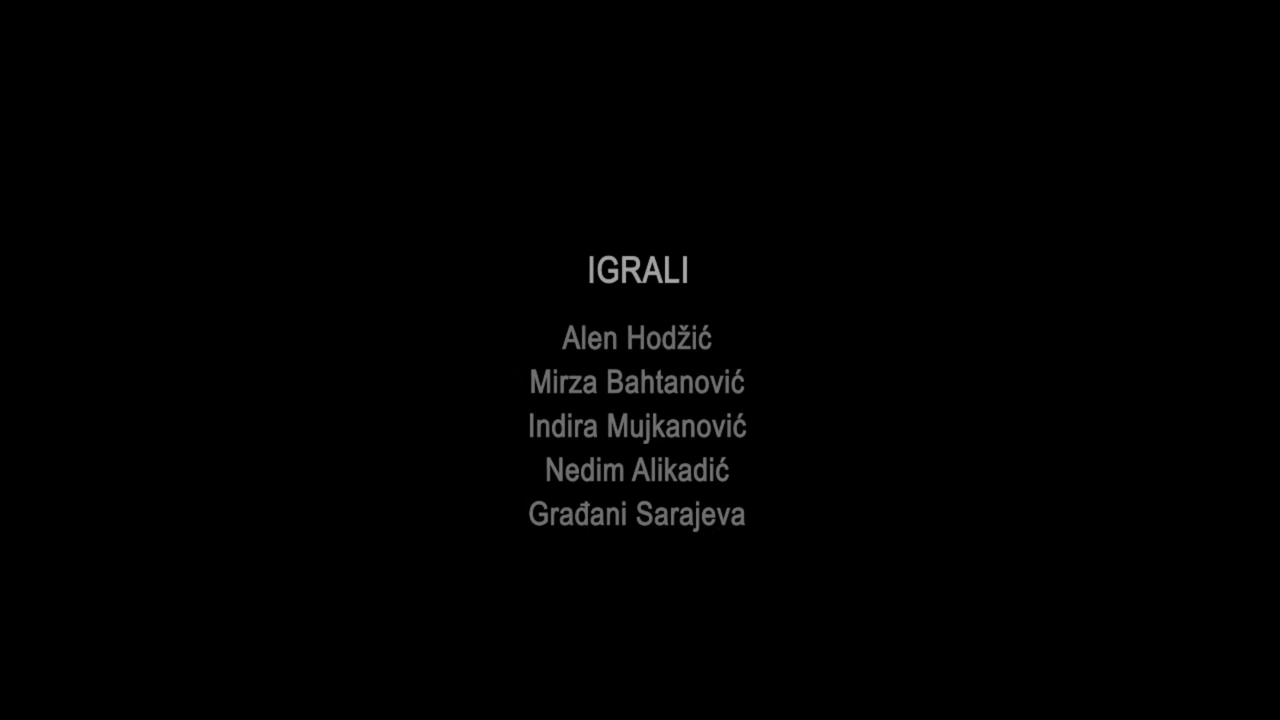 IGRALI
Alen Hodžić
Mirza Bahtanović
Indira Mujkanović
Nedim Alikadić
Građani Sarajeva